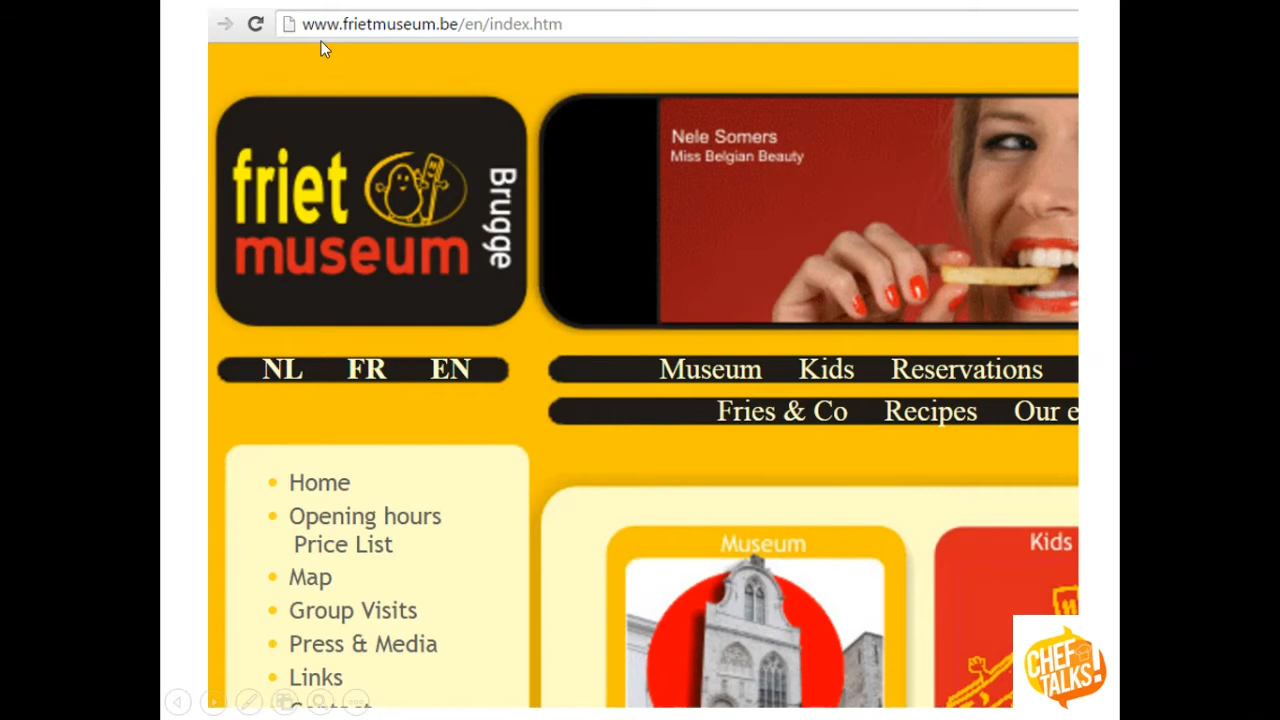 www.frietmuseum.be/en/index.htm
friet
museum
Brugge
Nele Somers
Miss Belgian Beauty
NL FR EN
Museum Kids Reservations
Fries & Co Recipes Our e
Home
Opening hours
Price List
Map
Group Visits
Press & Media
Links
Contact
Museum
Kids
CHEF
TALKS!